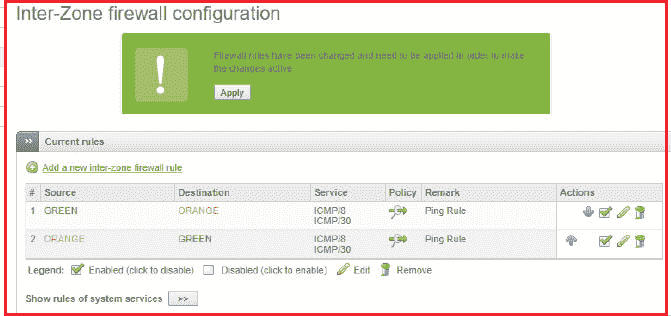 Inter-Zone firewall configuration
Firewall rules have been changed and need to be applied in order to make
the changes active
Apply
>> Current rules
Add a new inter-zone firewall rule
# Source Destination Service Policy Remark Actions
1 GREEN ORANGE ICMP/8 Ping Rule
ICMP/30
2 ORANGE GREEN ICMP/8 Ping Rule
ICMP/30
Legend: Enabled (click to disable) Disabled (click to enable) Edit Remove
Show rules of system services >>